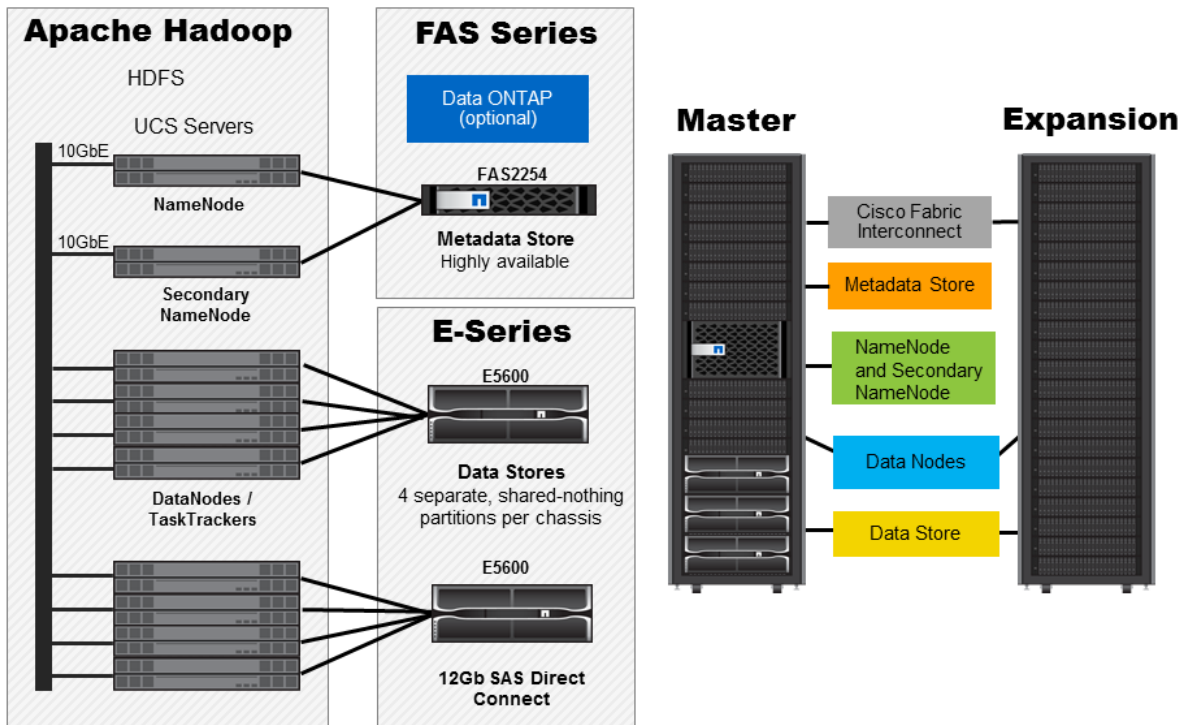 Apache Hadoop
HDFS
UCS Servers
10GbE
NameNode
10GbE
Secondary
NameNode
DataNodes /
TaskTrackers
FAS Series
Data ONTAP
(optional)
FAS2254
Metadata Store
Highly available
E-Series
E5600
Data Stores
4 separate, shared-nothing
partitions per chassis
E5600
12Gb SAS Direct
Connect
Master
Expansion
Cisco Fabric
Interconnect
Metadata Store
NameNode
and Secondary
NameNode
Data Nodes
Data Store